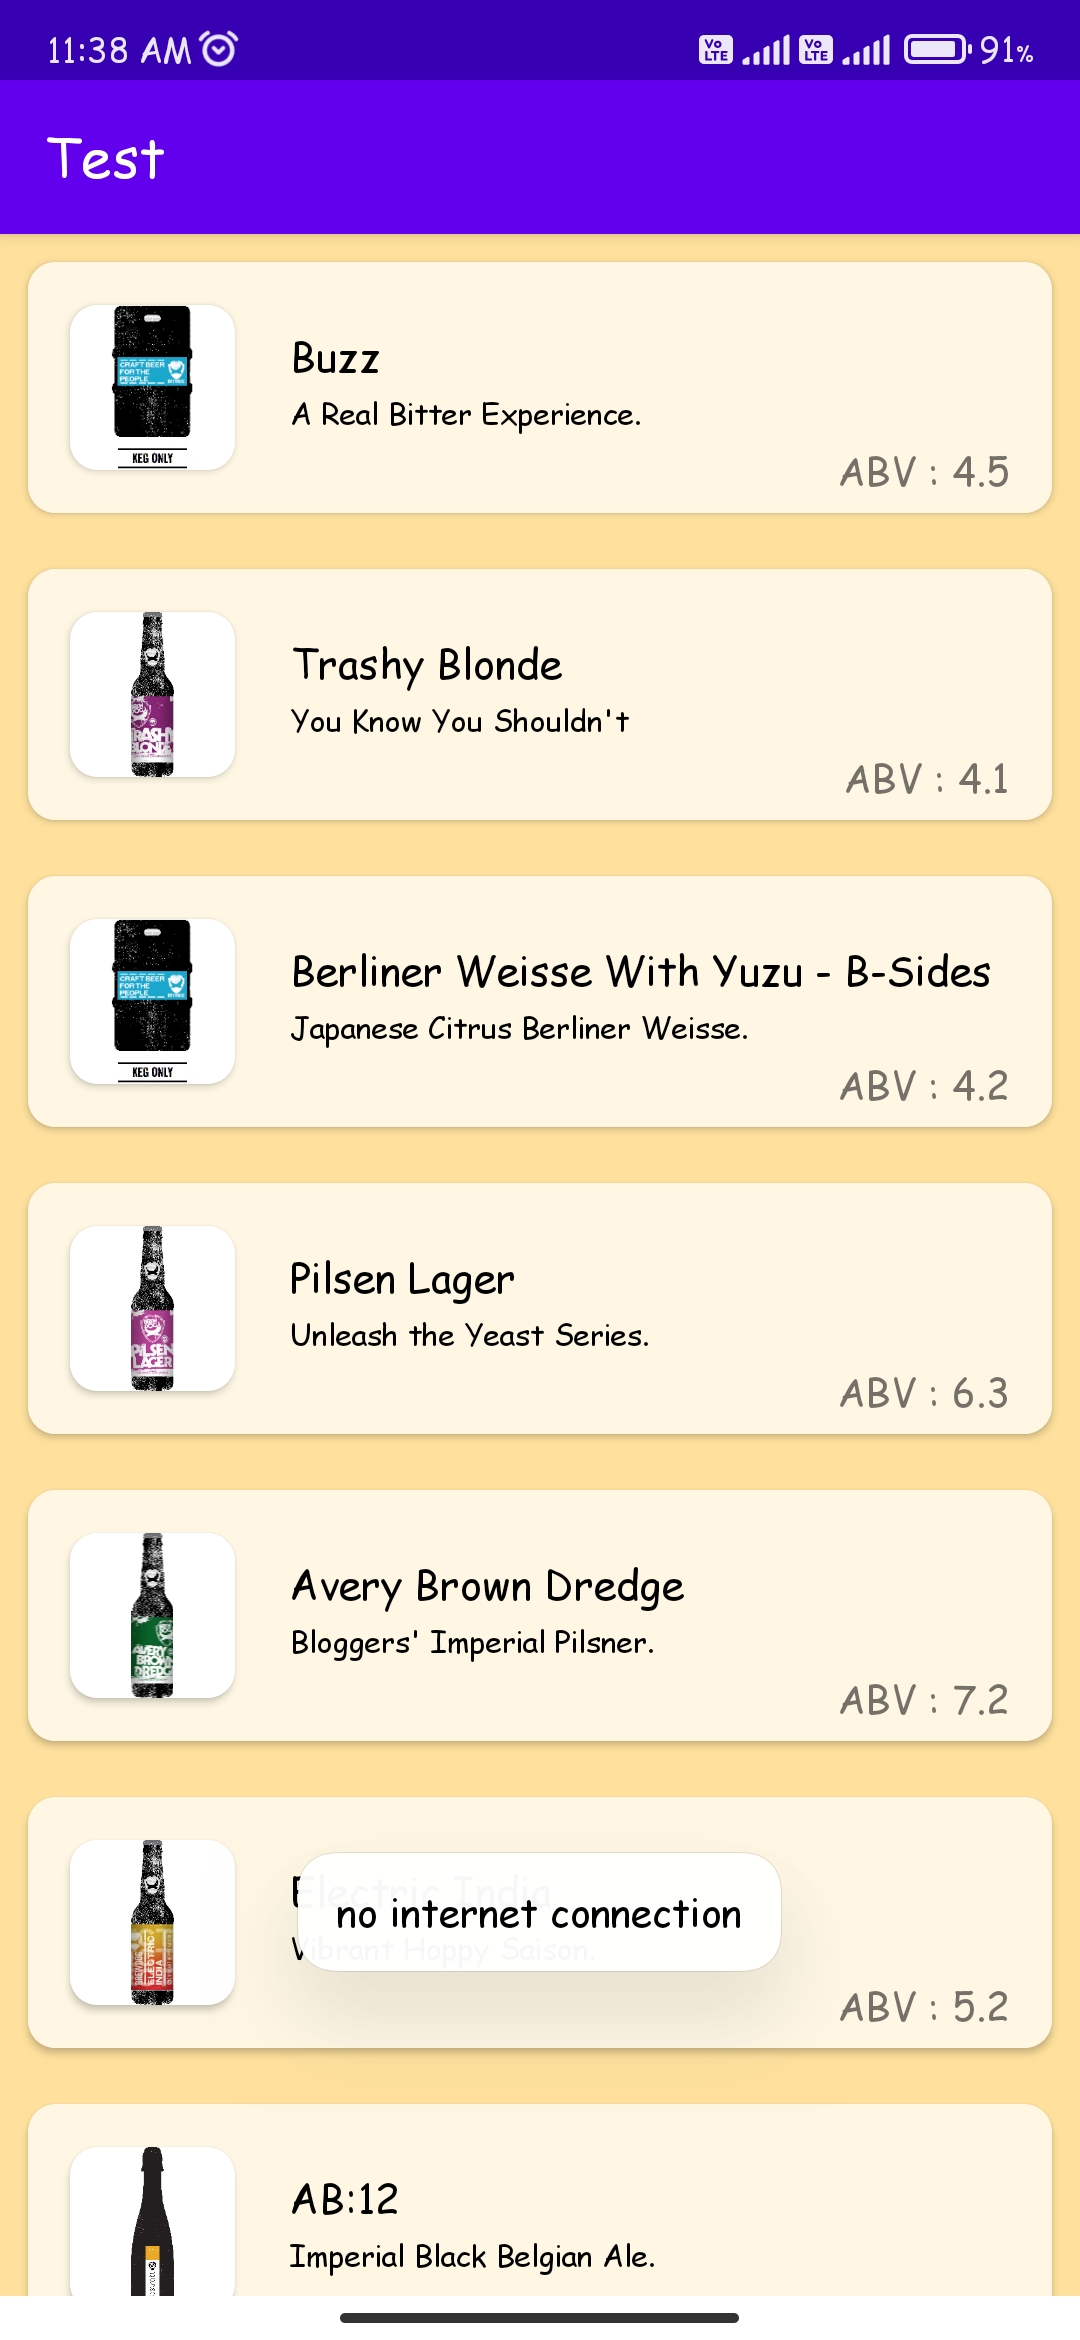 11:38 AM
Vo LTE Vo LTE 91%
Test
CRAFT BEER
FOR THE
PEOPLE
KEG ONLY
Buzz
A Real Bitter Experience.
ABV : 4.5
TRASHY
BLONDE
Trashy Blonde
You Know You Shouldn't
ABV : 4.1
CRAFT BEER
FOR THE
PEOPLE
KEG ONLY
Berliner Weisse With Yuzu - B-Sides
Japanese Citrus Berliner Weisse.
ABV : 4.2
PILSEN
LAGER
Pilsen Lager
Unleash the Yeast Series.
ABV : 6.3
AVERY
BROWN
DREDGE
Avery Brown Dredge
Bloggers' Imperial Pilsner.
ABV : 7.2
ELECTRIC
INDIA
Electric India
no internet connection
Vibrant Hoppy Saison.
ABV : 5.2
AB:12
Imperial Black Belgian Ale.